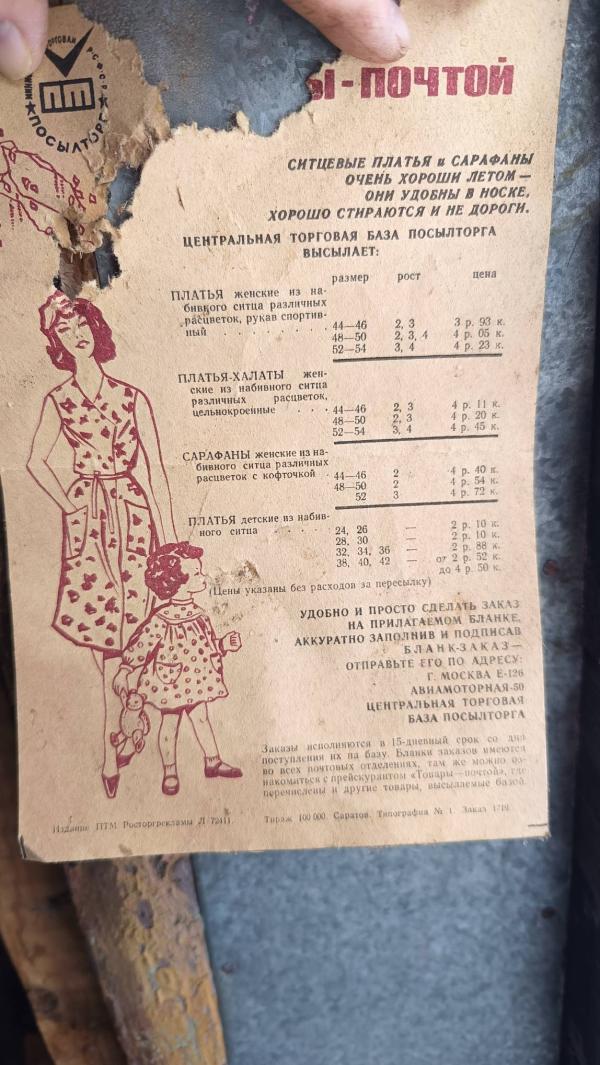 ТОРГОВЛИ
Р.С.Ф.С.Р
ПТ
ПОСЫЛТОРГ
Ы-ПОЧТОЙ
СИТЦЕВЫЕ ПЛАТЬЯ и САРАФАНЫ
ОЧЕНЬ ХОРОШИ ЛЕТОМ —
ОНИ УДОБНЫ В НОСКЕ,
ХОРОШО СТИРАЮТСЯ И НЕ ДОРОГИ.
ЦЕНТРАЛЬНАЯ ТОРГОВАЯ БАЗА ПОСЫЛТОРГА
ВЫСЫЛАЕТ:
размер рост цена
ПЛАТЬЯ женские из на-
бивного ситца различных
расцветок, рукав спортив-
ный . . . . . . . . 44—46 2, 3 3 р. 93 к.
48—50 2, 3, 4 4 р. 05 к.
52—54 3, 4 4 р. 23 к.
ПЛАТЬЯ-ХАЛАТЫ жен-
ские из набивного ситца
различных расцветок,
цельнокроенные . . . 44—46 2, 3 4 р. 11 к.
48—50 2, 3 4 р. 20 к.
52—54 3, 4 4 р. 45 к.
САРАФАНЫ женские из на-
бивного ситца различных
расцветок с кофточкой . 44—46 2 4 р. 40 к.
48—50 2 4 р. 54 к.
52 3 4 р. 72 к.
ПЛАТЬЯ детские из набив-
ного ситца . . . . . . 24, 26 — 2 р. 10 к.
28, 30 — 2 р. 10 к.
32, 34, 36 — 2 р. 88 к.
38, 40, 42 — от 2 р. 52 к.
до 4 р. 50 к.
(Цены указаны без расходов за пересылку)
УДОБНО И ПРОСТО СДЕЛАТЬ ЗАКАЗ
НА ПРИЛАГАЕМОМ БЛАНКЕ,
АККУРАТНО ЗАПОЛНИВ И ПОДПИСАВ
БЛАНК-ЗАКАЗ —
ОТПРАВЬТЕ ЕГО ПО АДРЕСУ:
Г. МОСКВА Е-126
АВИАМОТОРНАЯ-50
ЦЕНТРАЛЬНАЯ ТОРГОВАЯ
БАЗА ПОСЫЛТОРГА
Заказы исполняются в 15-дневный срок со дня
поступления их на базу. Бланки заказов имеются
во всех почтовых отделениях, там же можно оз-
накомиться с прейскурантом «Товары—почтой», где
перечислены и другие товары, высылаемые базой.
Издание ПТМ Росторгрекламы Л 72411. Тираж 100 000. Саратов. Типография № 1. Заказ 1719.